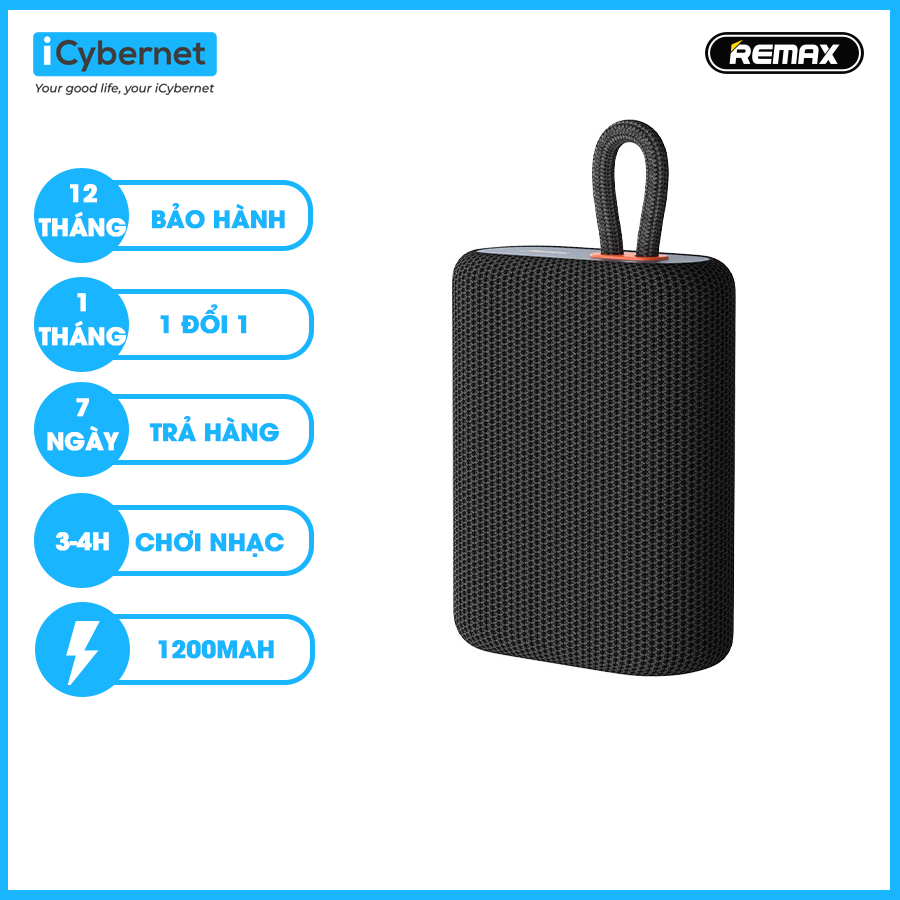 iCybernet
Your good life, your iCybernet
REMAX
12
THÁNG
BẢO HÀNH
1
THÁNG
1 ĐỔI 1
7
NGÀY
TRẢ HÀNG
3-4H
CHƠI NHẠC
1200MAH